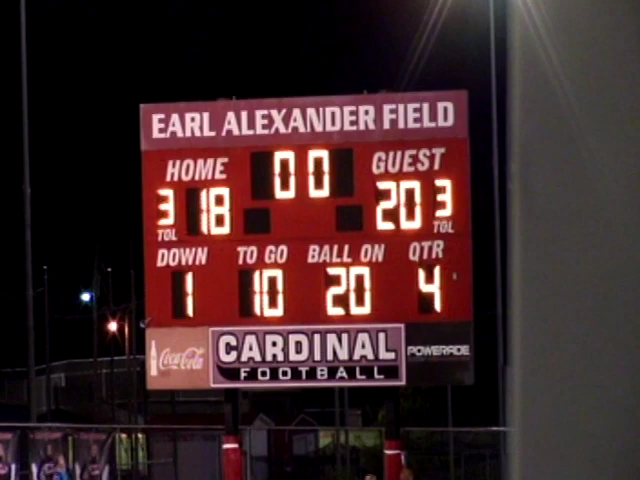 EARL ALEXANDER FIELD
HOME 00 GUEST
3 18 20 3
TOL TOL
DOWN TO GO BALL ON QTR
1 10 20 4
Coca-Cola CARDINAL FOOTBALL POWERADE